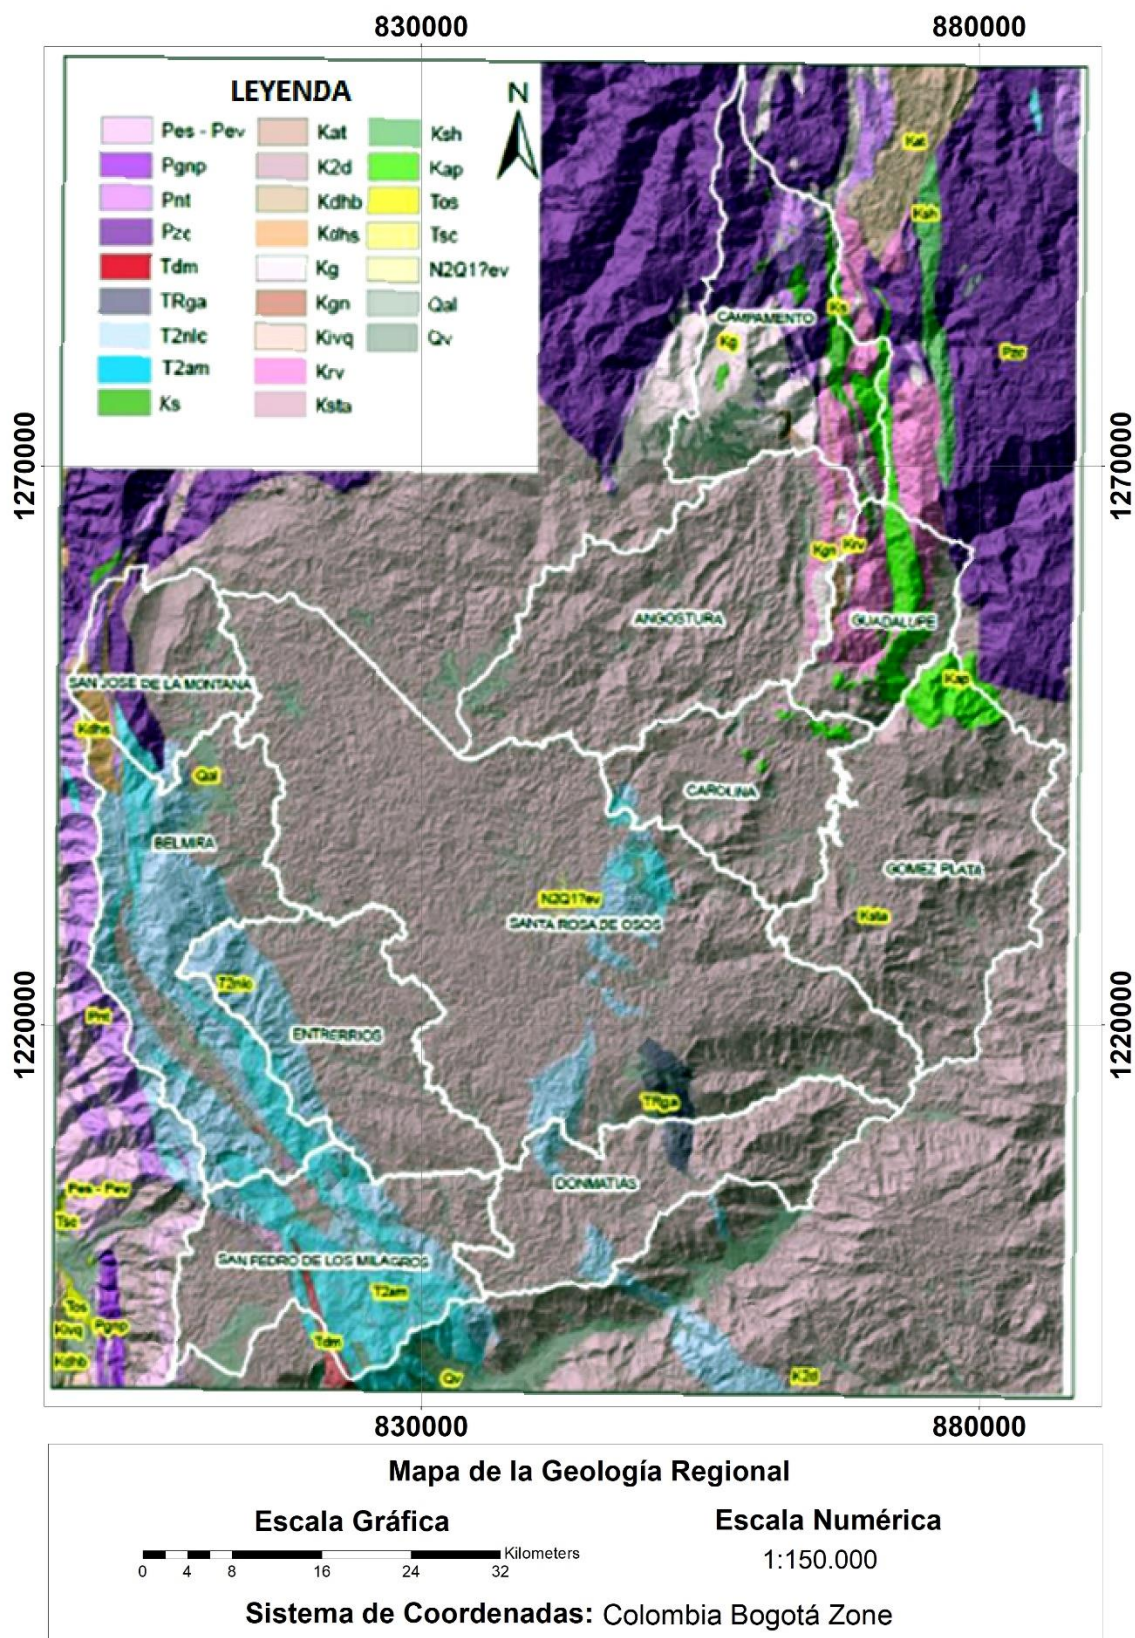 830000
880000
LEYENDA
N
Pes - Pev
Kat
Ksh
Pgnp
K2d
Kap
Pnt
Kdhb
Tos
Pzc
Kdhs
Tsc
Tdm
Kg
N2Q1?ev
TRga
Kgn
Qal
T2nlc
Kivq
Qv
T2am
Krv
Ks
Ksta
Kat
Ksh
Ks
CAMPAMENTO
Kg
Pzc
1270000
1270000
Kgn
Krv
ANGOSTURA
GUADALUPE
Kap
SAN JOSE DE LA MONTANA
Kdhs
Qal
CAROLINA
BELMIRA
GOMEZ PLATA
N2Q1?ev
Ksta
SANTA ROSA DE OSOS
T2nlc
1220000
1220000
Pnt
ENTRERRIOS
TRga
Pes - Pev
DONMATIAS
Tsc
SAN PEDRO DE LOS MILAGROS
T2am
Tos
Kivq
Pgnp
Tdm
Kdhb
Qv
K2d
830000
880000
Mapa de la Geología Regional
Escala Gráfica
Escala Numérica
Kilometers
1:150.000
0 4 8 16 24 32
Sistema de Coordenadas: Colombia Bogotá Zone